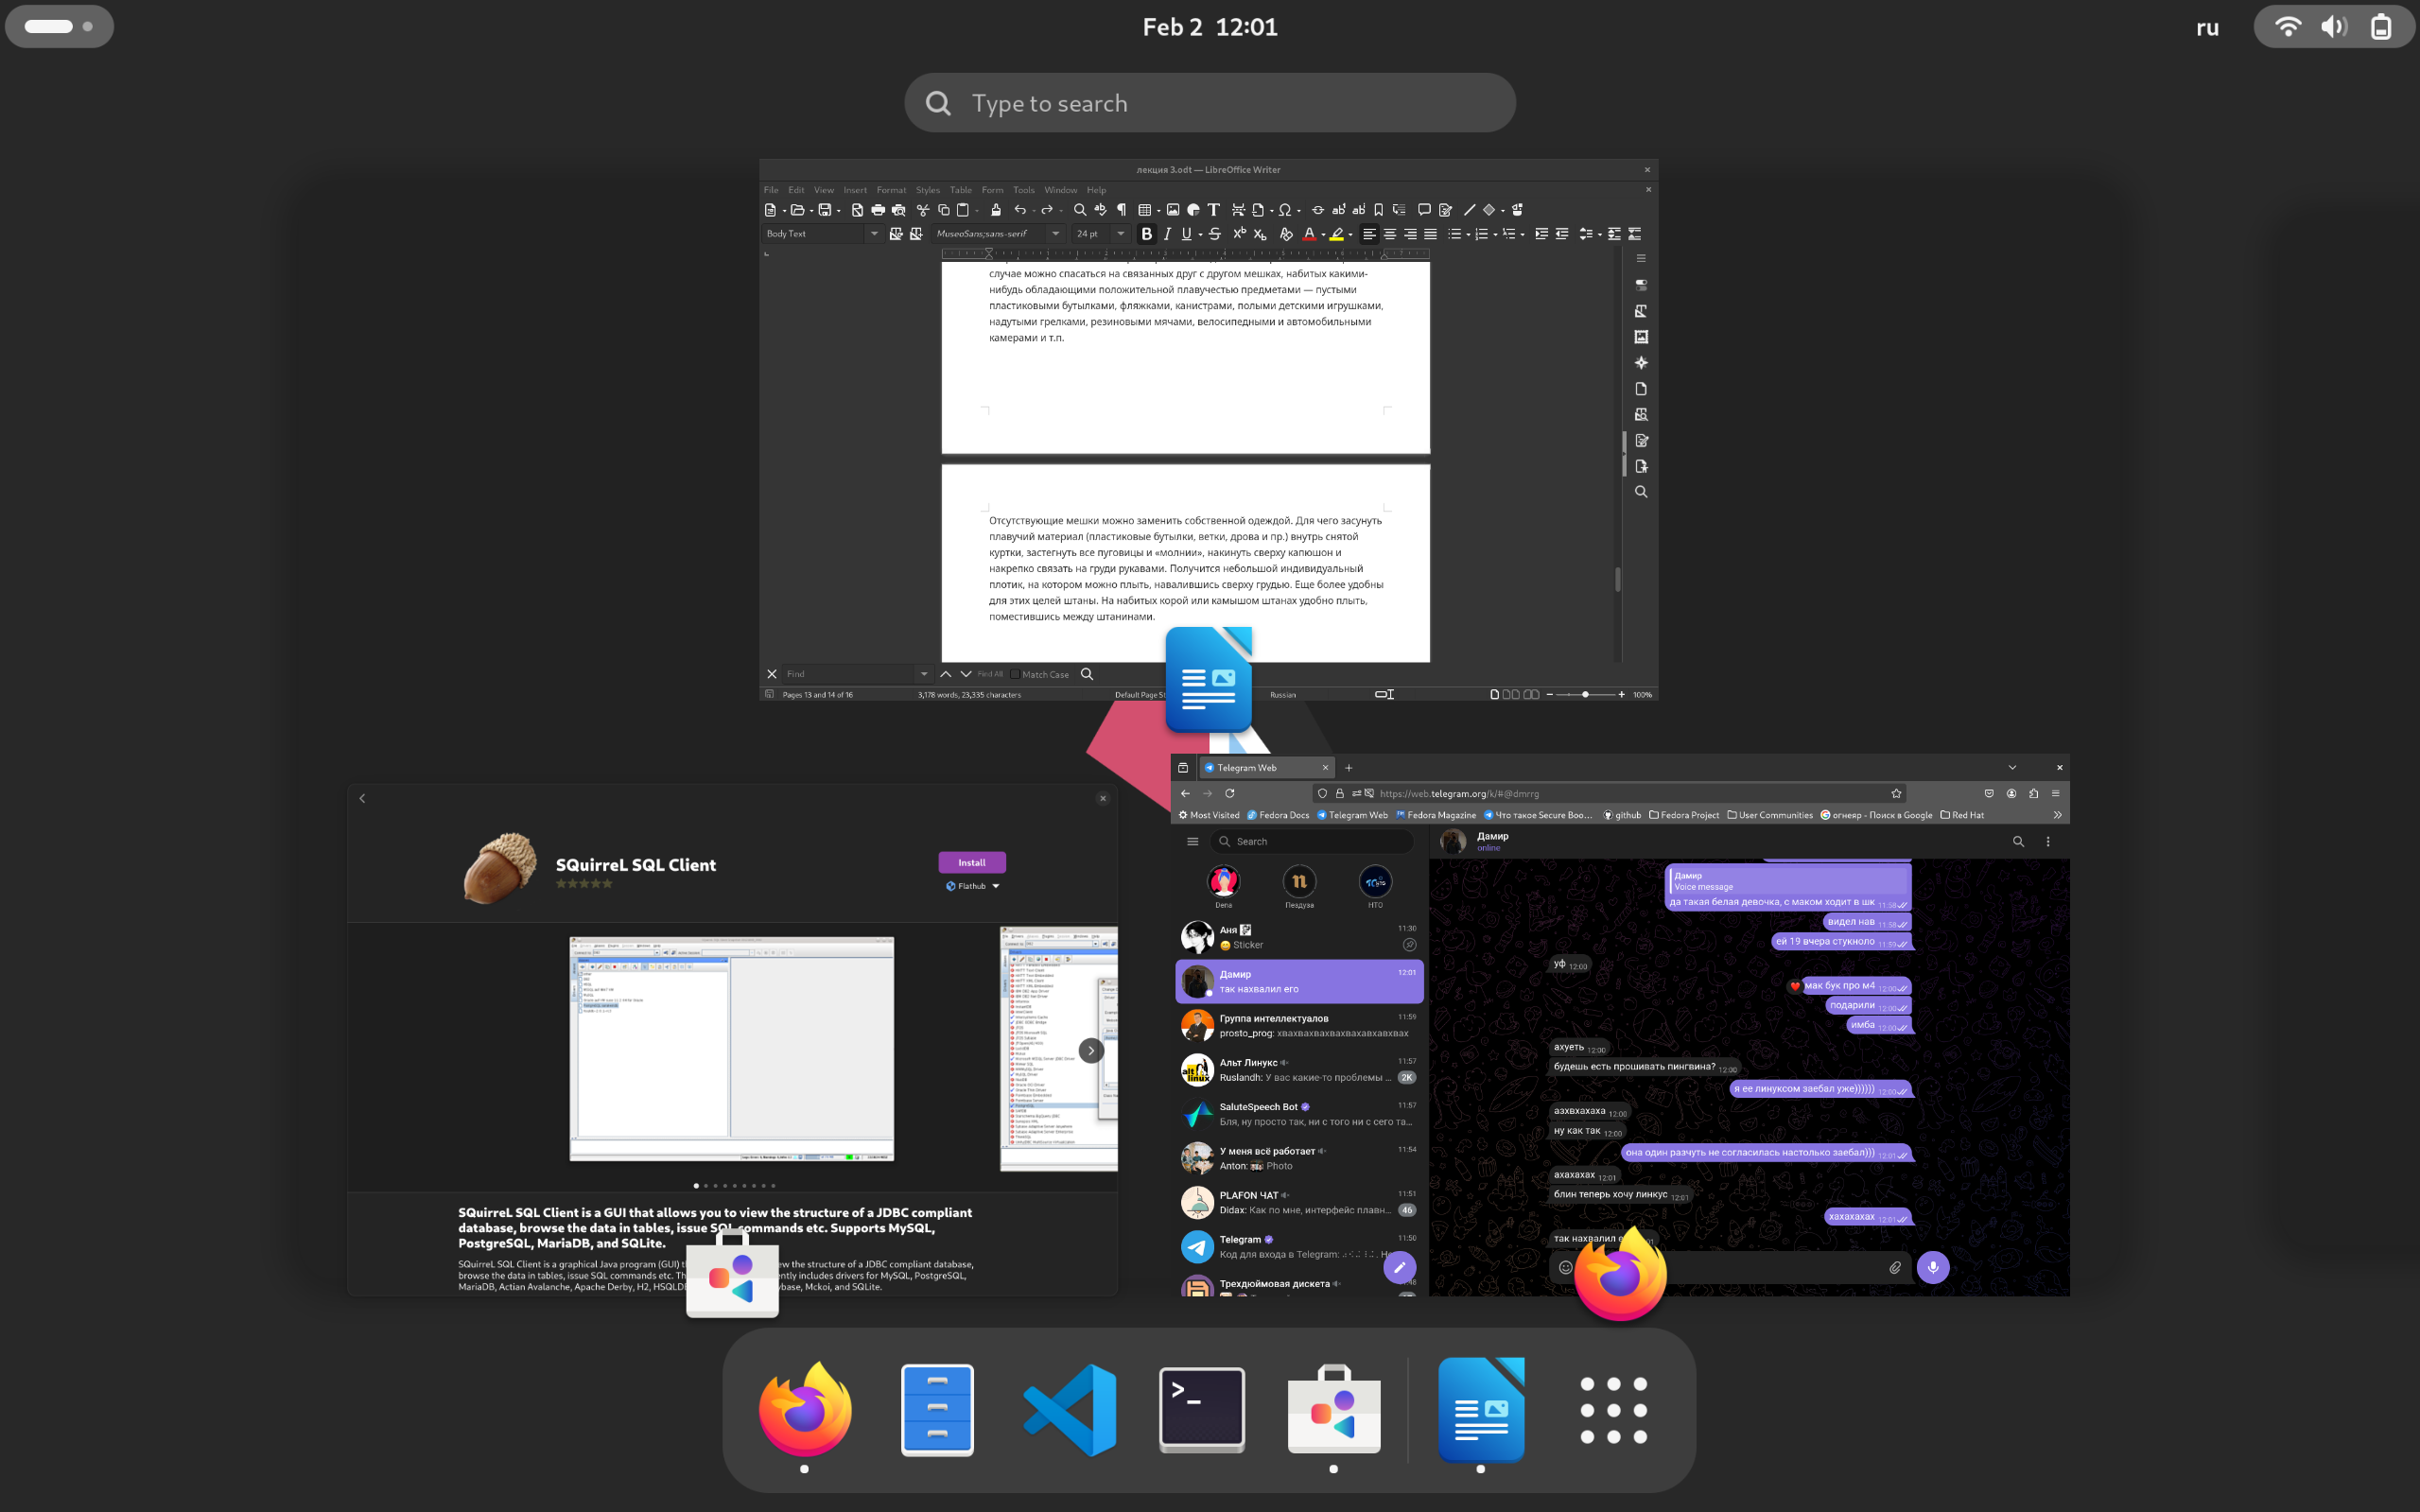 Feb 2 12:01
ru
Type to search
лекция 3.odt — LibreOffice Writer
File Edit View Insert Format Styles Table Form Tools Window Help
Body Text
MuseoSans;sans-serif
24 pt
случае можно спасаться на связанных друг с другом мешках, набитых какими-
нибудь обладающими положительной плавучестью предметами — пустыми
пластиковыми бутылками, фляжками, канистрами, полыми детскими игрушками,
надутыми грелками, резиновыми мячами, велосипедными и автомобильными
камерами и т.п.
Отсутствующие мешки можно заменить собственной одеждой. Для чего засунуть
плавучий материал (пластиковые бутылки, ветки, дрова и пр.) внутрь снятой
куртки, застегнуть все пуговицы и «молнии», накинуть сверху капюшон и
накрепко связать на груди рукавами. Получится небольшой индивидуальный
плотик, на котором можно плыть, навалившись сверху грудью. Еще более удобны
для этих целей штаны. На набитых корой или камышом штанах удобно плыть,
поместившись между штанинами.
Find
Find All
Match Case
Pages 13 and 14 of 16
3,178 words, 23,335 characters
Default Page St
Russian
100%
SQuirreL SQL Client
Install
Flathub
SQuirreL SQL Client is a GUI that allows you to view the structure of a JDBC compliant
database, browse the data in tables, issue SQL commands etc. Supports MySQL,
PostgreSQL, MariaDB, and SQLite.
SQuirreL SQL Client is a graphical Java program (GUI) th ew the structure of a JDBC compliant database,
browse the data in tables, issue SQL commands etc. Th ently includes drivers for MySQL, PostgreSQL,
MariaDB, Actian Avalanche, Apache Derby, H2, HSQLD ybase, Mckoi, and SQLite.
Telegram Web
https://web.telegram.org/k/#@dmrrg
Most Visited Fedora Docs Telegram Web Fedora Magazine Что такое Secure Boo... github Fedora Project User Communities огнеяр - Поиск в Google Red Hat
Search
Dena
Пездуза
НТО
Аня
11:30
Sticker
Дамир
12:01
так нахвалил его
Группа интеллектуалов
11:59
prosto_prog: хвахвахвахвахвахавхавхвах
Альт Линукс
11:57
Ruslandh: У вас какие-то проблемы ...
2K
SaluteSpeech Bot
11:57
Бля, ну просто так, ни с того ни с сего та...
У меня всё работает
11:54
Anton: Photo
PLAFON ЧАТ
11:51
Didax: Как по мне, интерфейс плавн...
46
Telegram
11:50
Код для входа в Telegram:
Трехдюймовая дискета
Дамир
online
Дамир
Voice message
да такая белая девочка, с маком ходит в шк 11:58
видел нав 11:58
ей 19 вчера стукноло 11:59
уф 12:00
мак бук про м4 12:00
подарили 12:00
имба 12:00
ахуеть 12:00
будешь есть прошивать пингвина? 12:00
я ее линуксом заебал уже)))))) 12:00
азхвхахаха 12:00
ну как так 12:00
она один разчуть не согласилась настолько заебал))) 12:01
ахахахах 12:01
блин теперь хочу линкус 12:01
хахахахах 12:01
так нахвалил